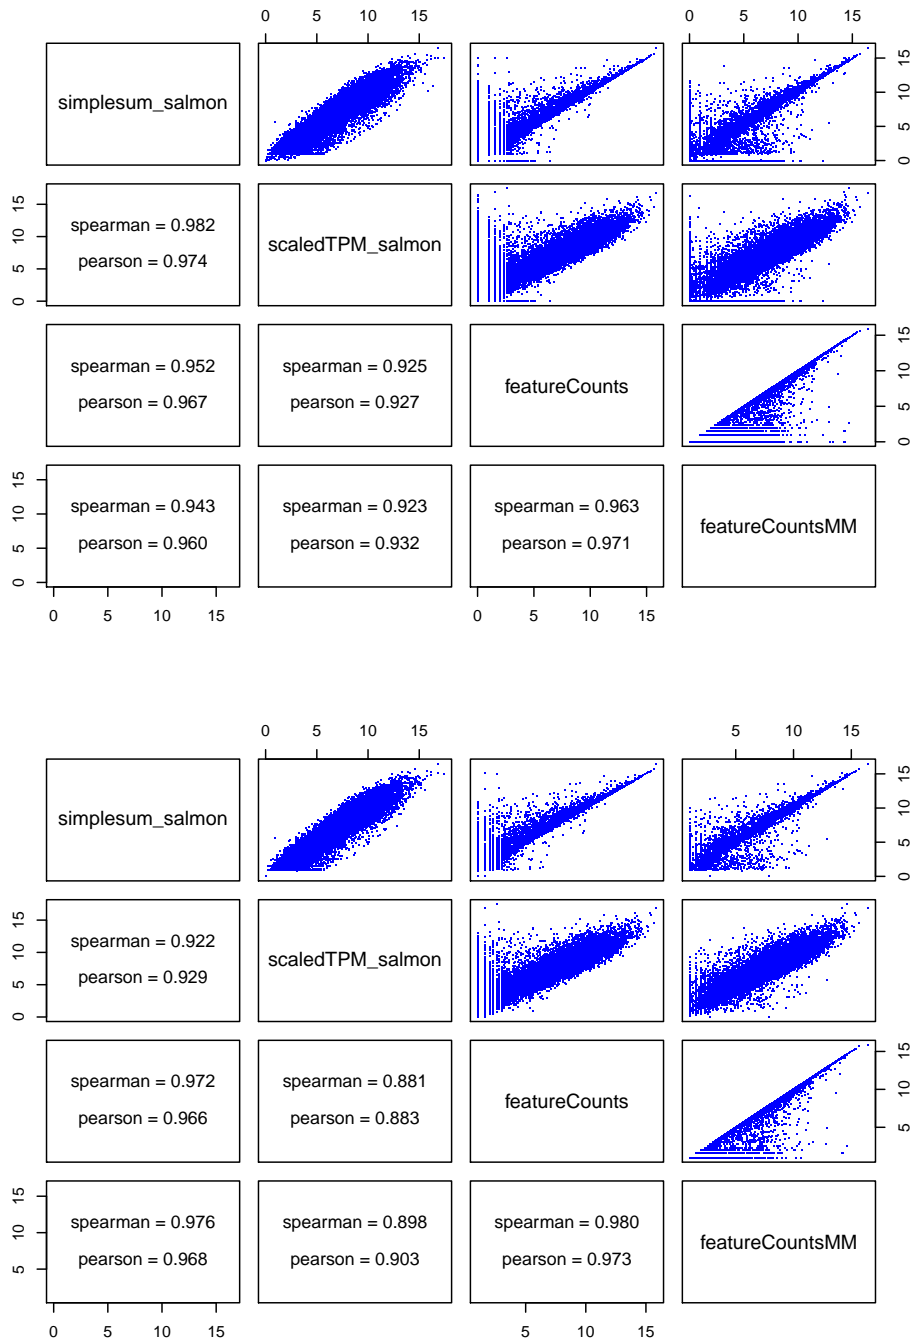 0 5 10 15 0 5 10 15
simplesum_salmon
0 5 10 15
0 5 10 15
spearman = 0.982
pearson = 0.974
scaledTPM_salmon
spearman = 0.952
pearson = 0.967
spearman = 0.925
pearson = 0.927
featureCounts
0 5 10 15
0 5 10 15
spearman = 0.943
pearson = 0.960
spearman = 0.923
pearson = 0.932
spearman = 0.963
pearson = 0.971
featureCountsMM
0 5 10 15 0 5 10 15
0 5 10 15 5 10 15
simplesum_salmon
0 5 10 15
0 5 10 15
spearman = 0.922
pearson = 0.929
scaledTPM_salmon
spearman = 0.972
pearson = 0.966
spearman = 0.881
pearson = 0.883
featureCounts
5 10 15
5 10 15
spearman = 0.976
pearson = 0.968
spearman = 0.898
pearson = 0.903
spearman = 0.980
pearson = 0.973
featureCountsMM
0 5 10 15 5 10 15